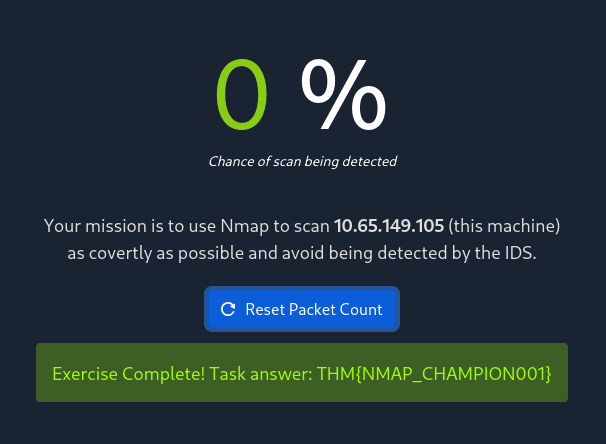 0 %
Chance of scan being detected
Your mission is to use Nmap to scan 10.65.149.105 (this machine)
as covertly as possible and avoid being detected by the IDS.
Reset Packet Count
Exercise Complete! Task answer: THM{NMAP_CHAMPION001}